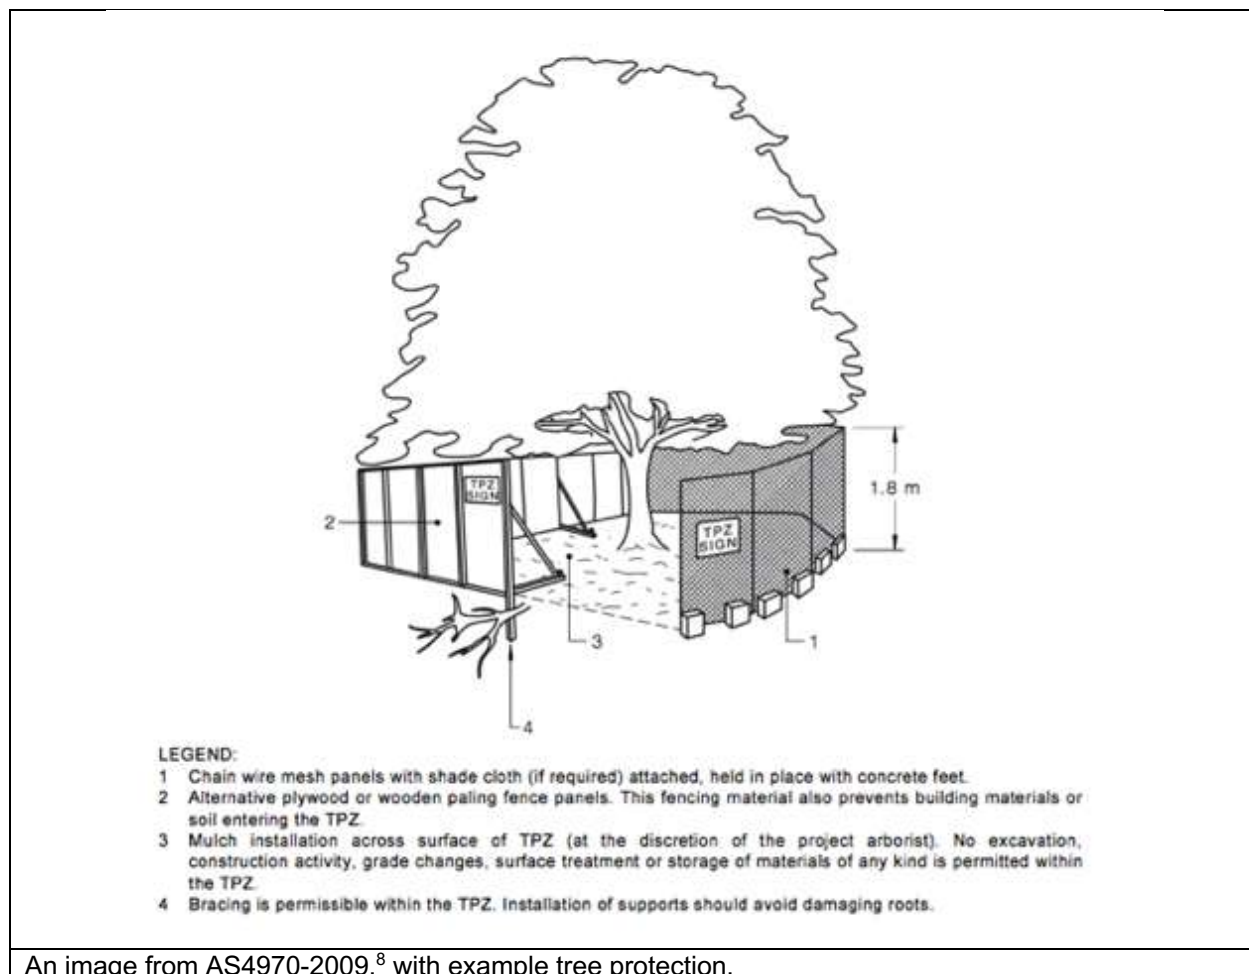 TPZ
SIGN
1.8 m
2
TPZ
SIGN
3
1
4
LEGEND:
1 Chain wire mesh panels with shade cloth (if required) attached, held in place with concrete feet.
2 Alternative plywood or wooden paling fence panels. This fencing material also prevents building materials or
soil entering the TPZ.
3 Mulch installation across surface of TPZ (at the discretion of the project arborist). No excavation,
construction activity, grade changes, surface treatment or storage of materials of any kind is permitted within
the TPZ.
4 Bracing is permissible within the TPZ. Installation of supports should avoid damaging roots.
An image from AS4970-2009,⁸ with example tree protection.